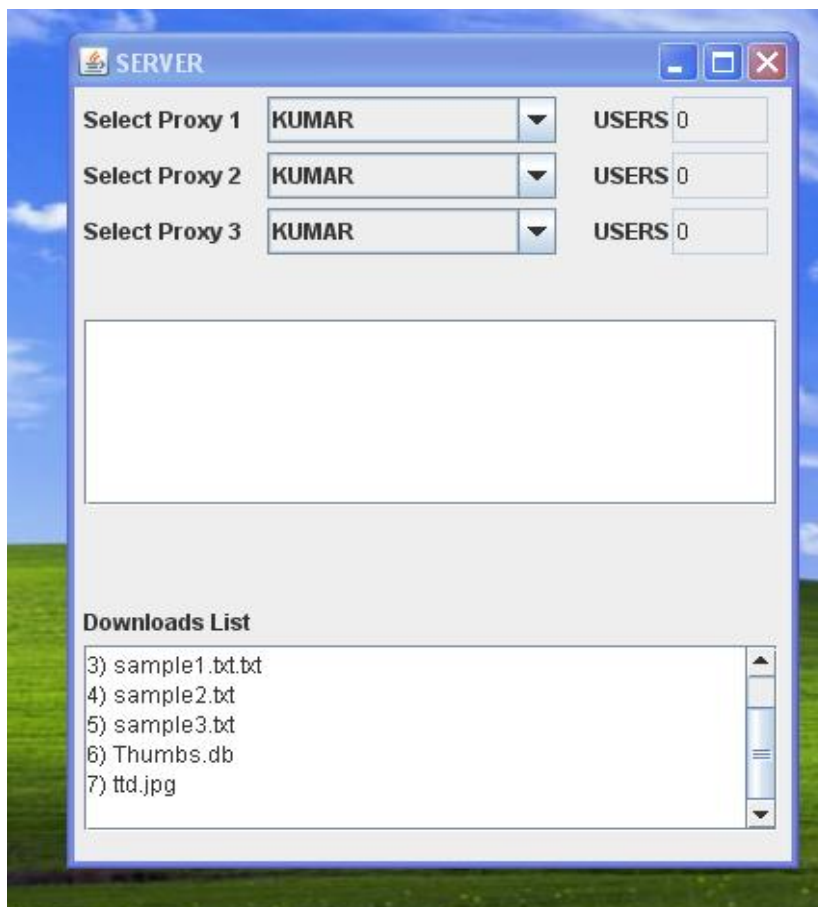 SERVER
Select Proxy 1 KUMAR USERS 0
Select Proxy 2 KUMAR USERS 0
Select Proxy 3 KUMAR USERS 0
Downloads List
3) sample1.txt.txt
4) sample2.txt
5) sample3.txt
6) Thumbs.db
7) ttd.jpg